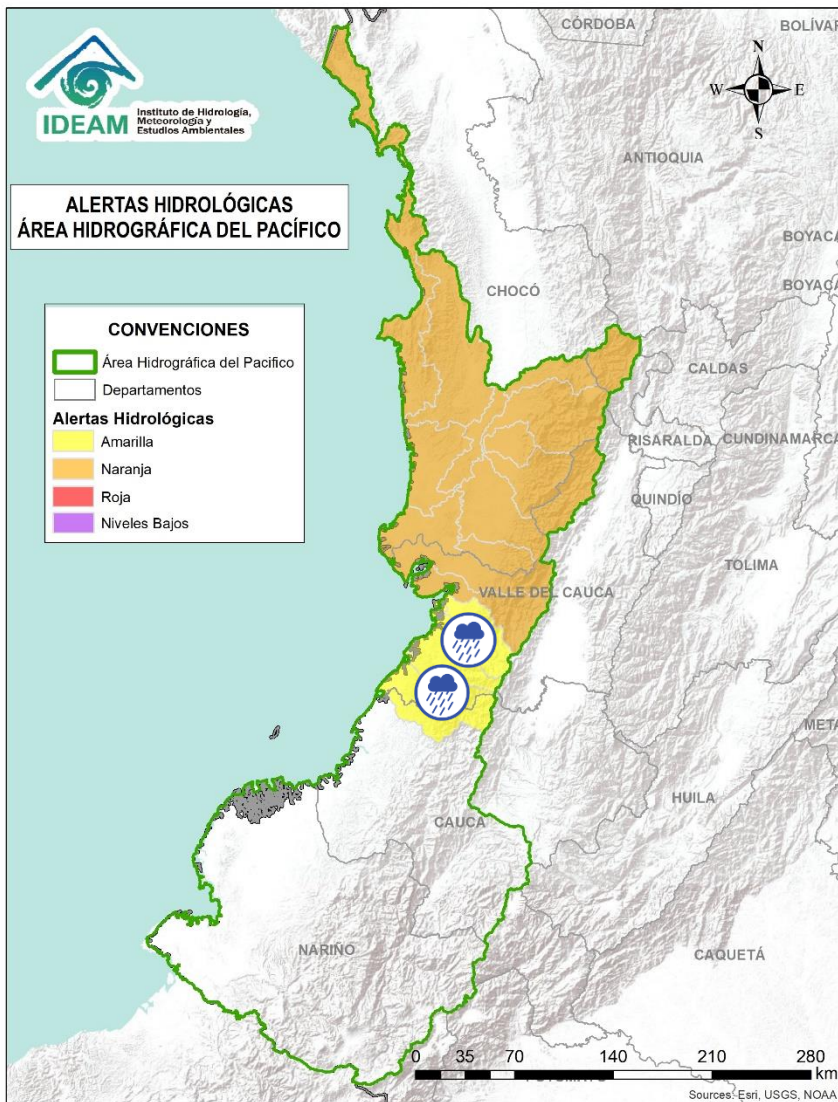 IDEAM
Instituto de Hidrología,
Meteorología y
Estudios Ambientales
ALERTAS HIDROLÓGICAS
ÁREA HIDROGRÁFICA DEL PACÍFICO
CONVENCIONES
Área Hidrográfica del Pacifico
Departamentos
Alertas Hidrológicas
Amarilla
Naranja
Roja
Niveles Bajos
N
W
E
S
CÓRDOBA
BOLÍVAR
ANTIOQUIA
BOYACÁ
BOYACÁ
CHOCÓ
CALDAS
RISARALDA
CUNDINAMARCA
QUINDÍO
TOLIMA
VALLE DEL CAUCA
META
HUILA
CAUCA
NARIÑO
CAQUETÁ
0 35 70 140 210 280
km
Sources: Esri, USGS, NOAA